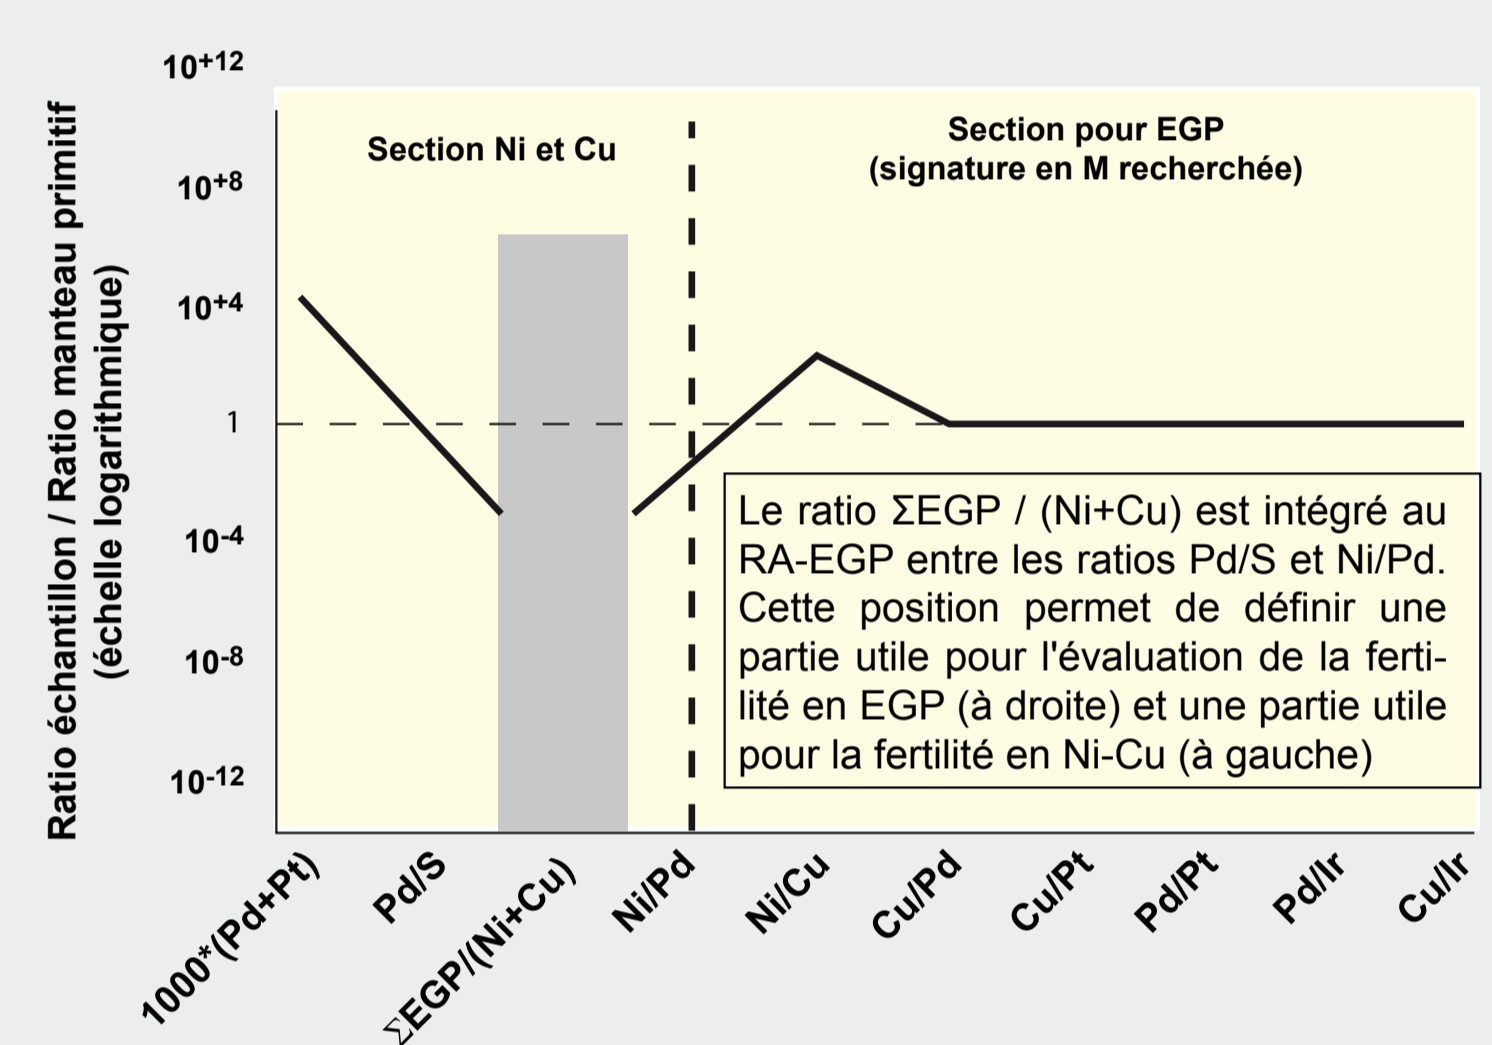 Ratio échantillon / Ratio manteau primitif
(échelle logarithmique)
10+12
10+8
10+4
1
10-4
10-8
10-12
Section Ni et Cu
Section pour EGP
(signature en M recherchée)
Le ratio ΣEGP / (Ni+Cu) est intégré au
RA-EGP entre les ratios Pd/S et Ni/Pd.
Cette position permet de définir une
partie utile pour l'évaluation de la ferti-
lité en EGP (à droite) et une partie utile
pour la fertilité en Ni-Cu (à gauche)
1000*(Pd+Pt)
Pd/S
ΣEGP/(Ni+Cu)
Ni/Pd
Ni/Cu
Cu/Pd
Cu/Pt
Pd/Pt
Pd/Ir
Cu/Ir